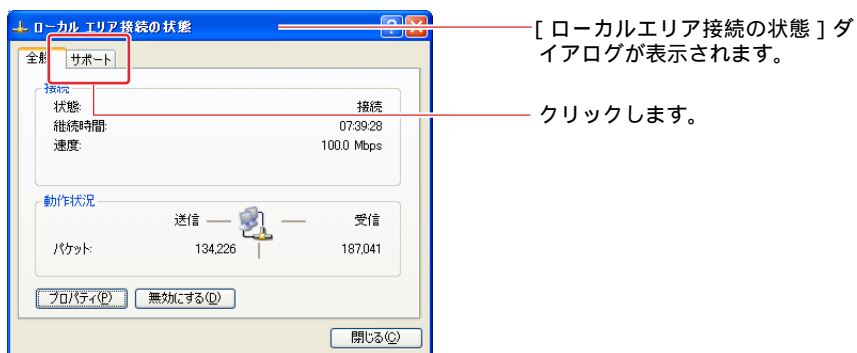 ローカル エリア接続の状態
[ ローカルエリア接続の状態 ] ダ
イアログが表示されます。
全般 サポート
接続
状態: 接続
継続時間: 07:39:28
速度: 100.0 Mbps
クリックします。
動作状況
送信 受信
パケット: 134,226 187,041
プロパティ(P) 無効にする(D)
閉じる(C)